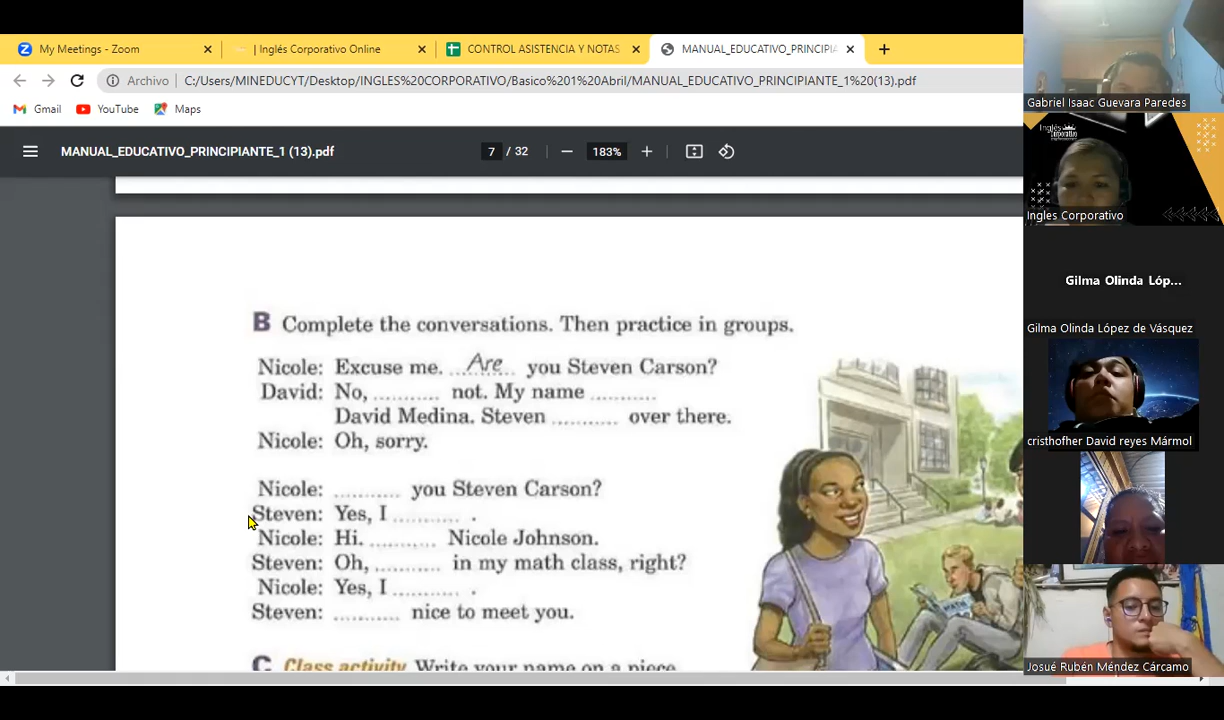 My Meetings - Zoom
| Inglés Corporativo Online
CONTROL ASISTENCIA Y NOTAS
MANUAL_EDUCATIVO_PRINCIPIA
Archivo
C:/Users/MINEDUCYT/Desktop/INGLES%20CORPORATIVO/Basico%201%20Abril/MANUAL_EDUCATIVO_PRINCIPIANTE_1%20(13).pdf
Gmail
YouTube
Maps
MANUAL_EDUCATIVO_PRINCIPIANTE_1 (13).pdf
7 / 32
183%
B Complete the conversations. Then practice in groups.
Nicole: Excuse me. Are you Steven Carson?
David: No, .......... not. My name ..........
David Medina. Steven .......... over there.
Nicole: Oh, sorry.
Nicole: .......... you Steven Carson?
Steven: Yes, I .......... .
Nicole: Hi. .......... Nicole Johnson.
Steven: Oh, .......... in my math class, right?
Nicole: Yes, I .......... .
Steven: .......... nice to meet you.
C Class activity Write your name on a piece
MATH
Gabriel Isaac Guevara Paredes
Inglés
Corporativo
Ingles Corporativo
Gilma Olinda Lóp...
Gilma Olinda López de Vásquez
cristhofher David reyes Mármol
Josué Rubén Méndez Cárcamo